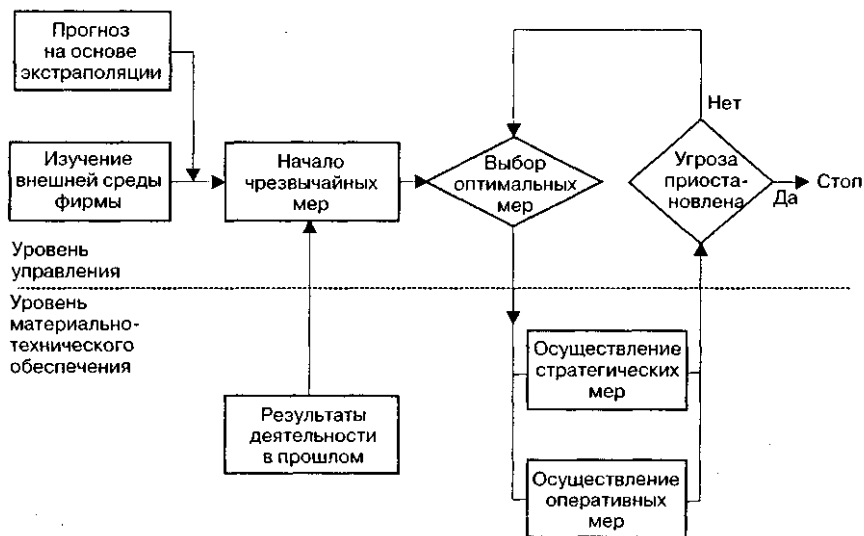 Прогноз
на основе
экстраполяции
Изучение
внешней среды
фирмы
Начало
чрезвычайных
мер
Выбор
оптимальных
мер
Нет
Угроза
приоста-
новлена
Да
Стоп
Уровень
управления
Уровень
материально-
технического
обеспечения
Результаты
деятельности
в прошлом
Осуществление
стратегических
мер
Осуществление
оперативных
мер